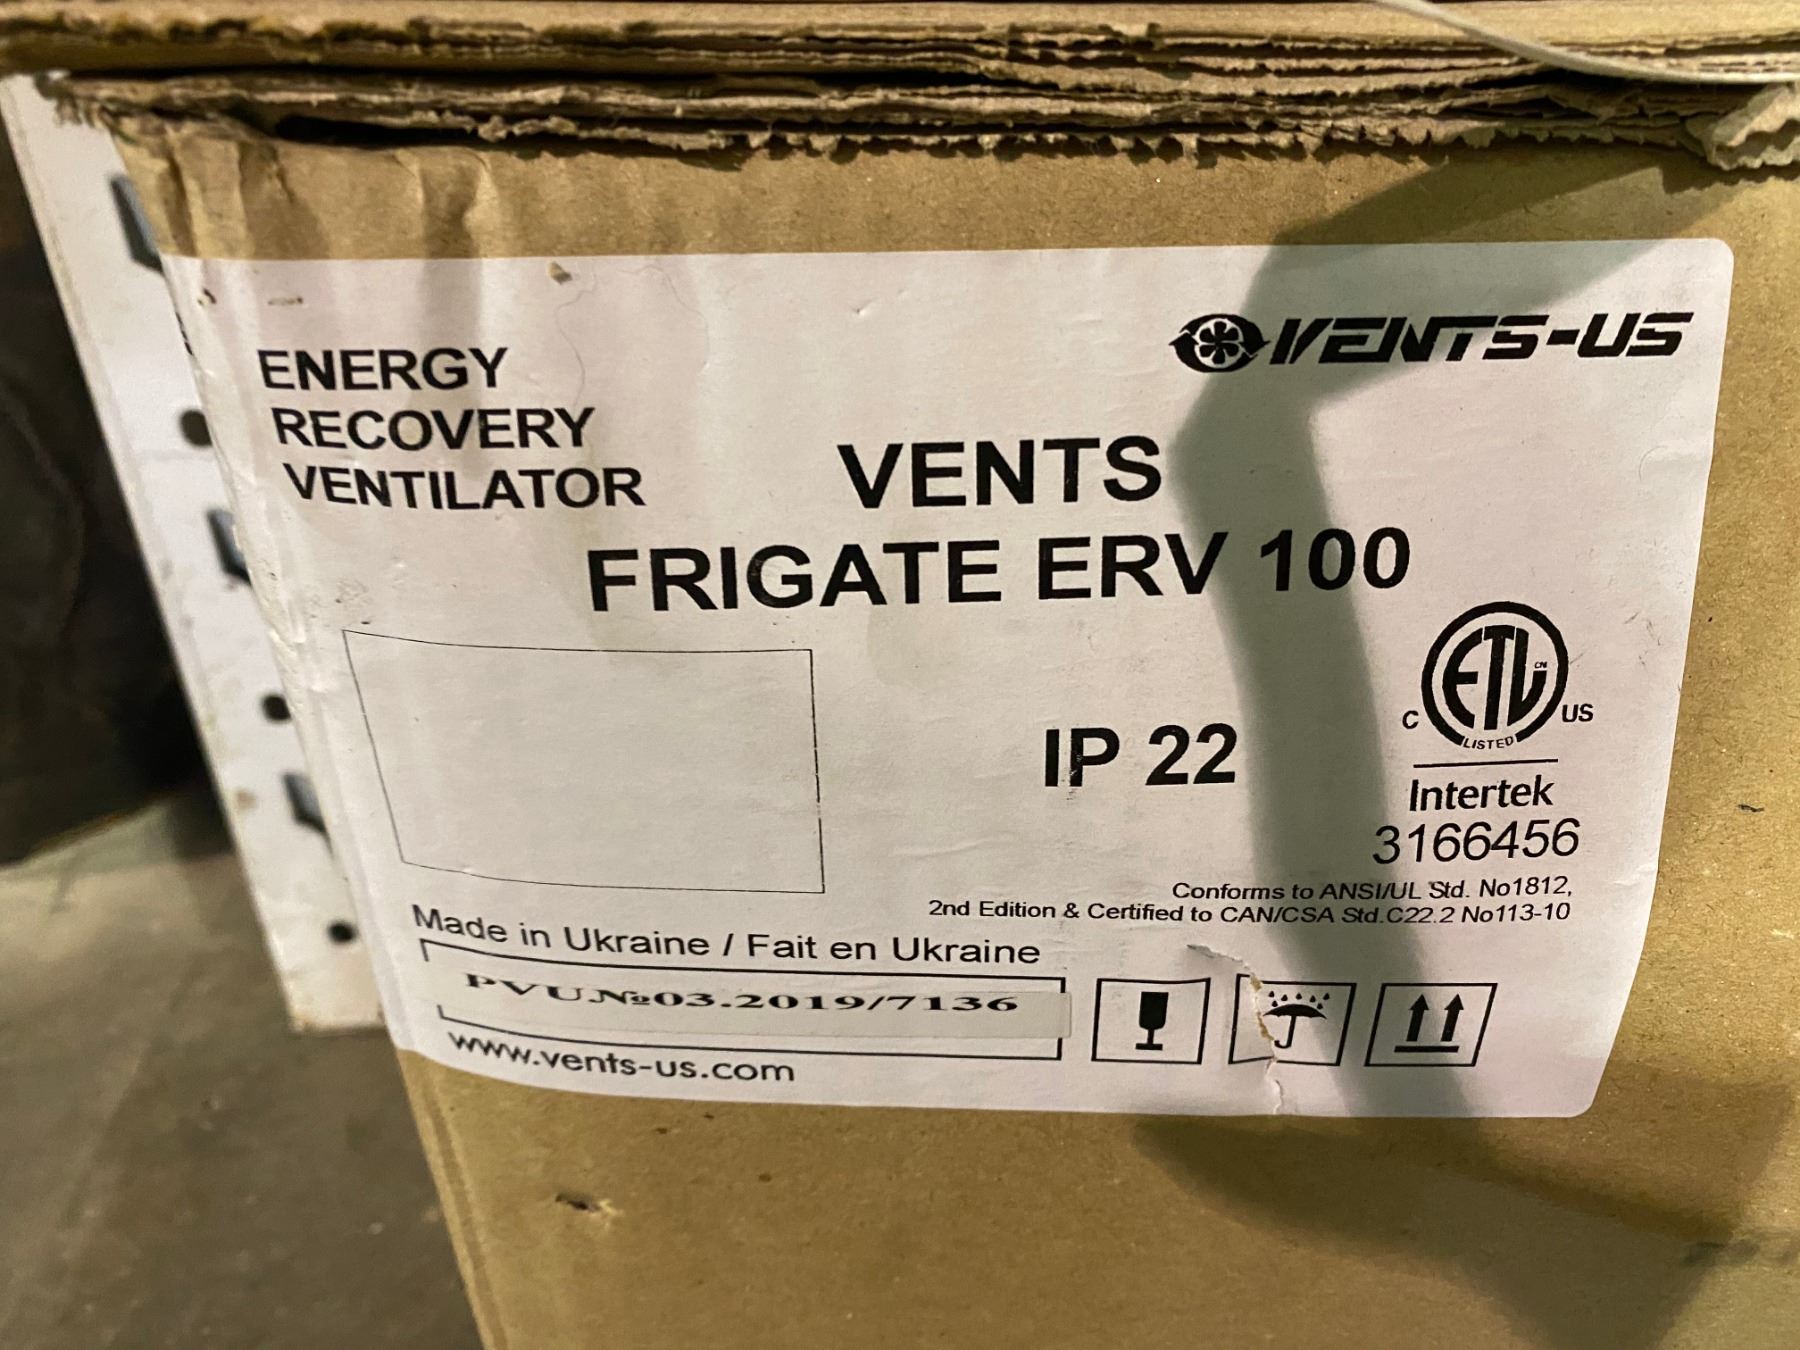 ENERGY
RECOVERY
VENTILATOR
VENTS-US
VENTS
FRIGATE ERV 100
IP 22
ETL
CM
C US
LISTED
Intertek
3166456
Conforms to ANSI/UL Std. No1812,
2nd Edition & Certified to CAN/CSA Std.C22.2 No113-10
Made in Ukraine / Fait en Ukraine
PVU№03.2019/7136
www.vents-us.com